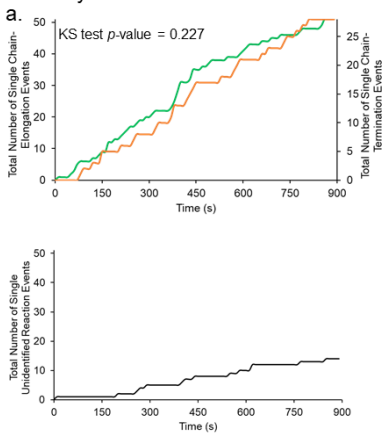 a.
KS test p-value = 0.227
Total Number of Single Chain-
Elongation Events
50
40
30
20
10
0
Total Number of Single Chain-
Termination Events
25
20
15
10
5
0
0 150 300 450 600 750 900
Time (s)
Total Number of Single
Unidentified Reaction Events
50
40
30
20
10
0
0 150 300 450 600 750 900
Time (s)